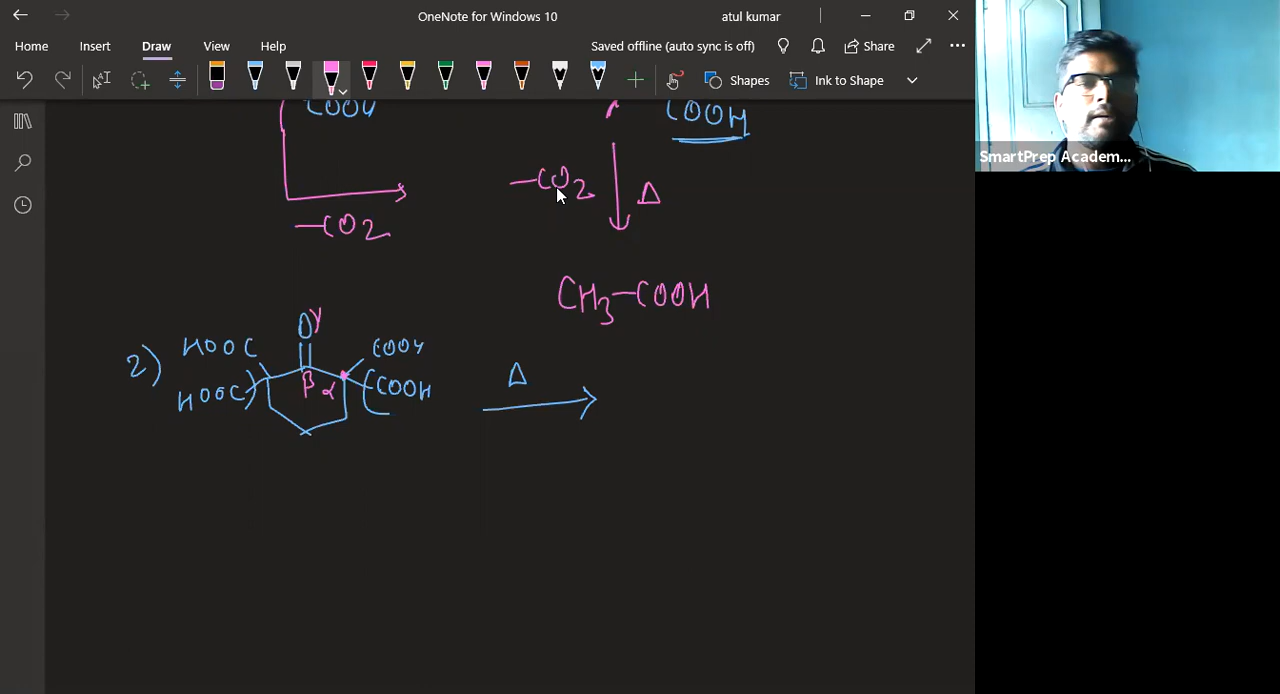 OneNote for Windows 10
atul kumar
Home Insert Draw View Help
Saved offline (auto sync is off)
Share
Shapes
Ink to Shape
SmartPrep Academ...
COOH
COOH
—CO2
Δ
—CO2
CH3—COOH
2)
HOOC
O γ
COOH
HOOC
β α
COOH
Δ